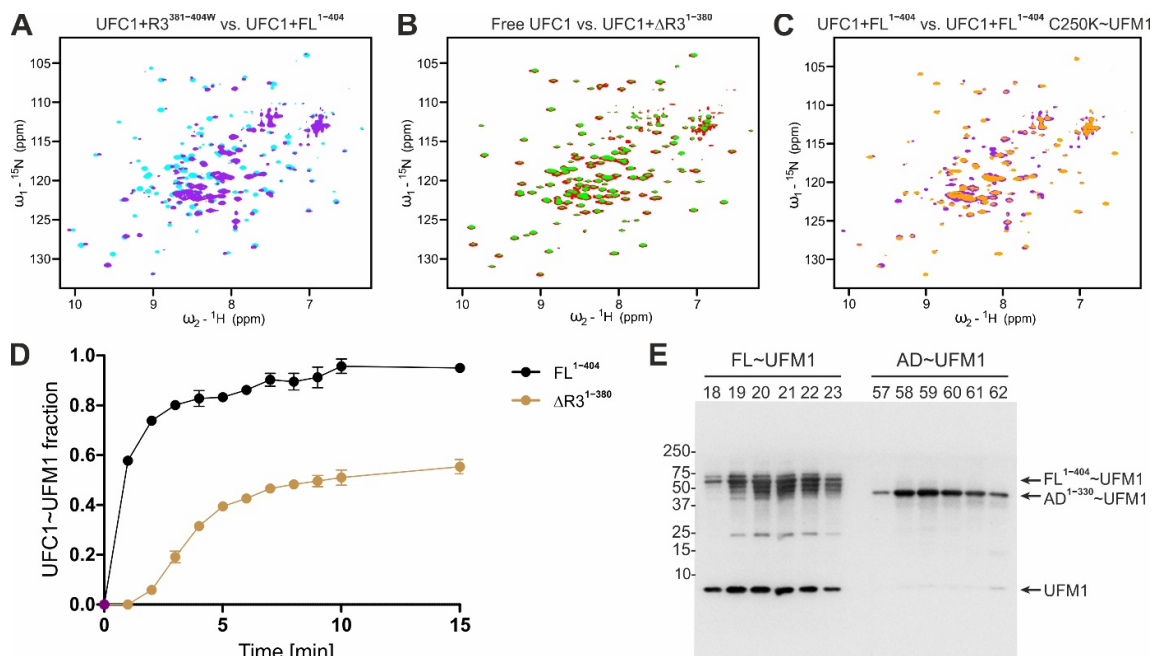 A
UFC1+R3³⁸¹⁻⁴⁰⁴ᵂ vs. UFC1+FL¹⁻⁴⁰⁴
105
110
115
120
125
130
ω₁ - ¹⁵N (ppm)
10 9 8 7
ω₂ - ¹H (ppm)
B
Free UFC1 vs. UFC1+ΔR3¹⁻³⁸⁰
105
110
115
120
125
130
ω₁ - ¹⁵N (ppm)
10 9 8 7
ω₂ - ¹H (ppm)
C
UFC1+FL¹⁻⁴⁰⁴ vs. UFC1+FL¹⁻⁴⁰⁴ C250K~UFM1
105
110
115
120
125
130
ω₁ - ¹⁵N (ppm)
10 9 8 7
ω₂ - ¹H (ppm)
D
1.0
0.8
0.6
0.4
0.2
0.0
UFC1~UFM1 fraction
0 5 10 15
Time [min]
FL¹⁻⁴⁰⁴
ΔR3¹⁻³⁸⁰
E
FL~UFM1 AD~UFM1
18 19 20 21 22 23 57 58 59 60 61 62
250
75
50
37
25
15
10
FL¹⁻⁴⁰⁴~UFM1
AD¹⁻³³⁰~UFM1
UFM1